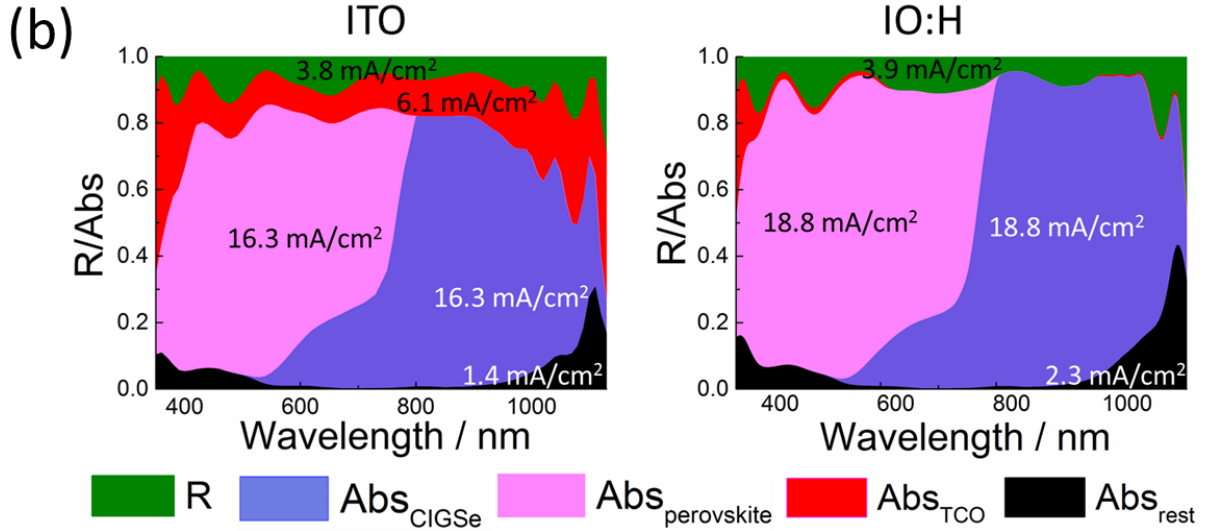 (b)
ITO
IO:H
R/Abs
1.0
0.8
0.6
0.4
0.2
0.0
3.8 mA/cm²
6.1 mA/cm²
16.3 mA/cm²
16.3 mA/cm²
1.4 mA/cm²
400 600 800 1000
Wavelength / nm
R/Abs
1.0
0.8
0.6
0.4
0.2
0.0
3.9 mA/cm²
18.8 mA/cm²
18.8 mA/cm²
2.3 mA/cm²
400 600 800 1000
Wavelength / nm
R Abs_CIGSe Abs_perovskite Abs_TCO Abs_rest